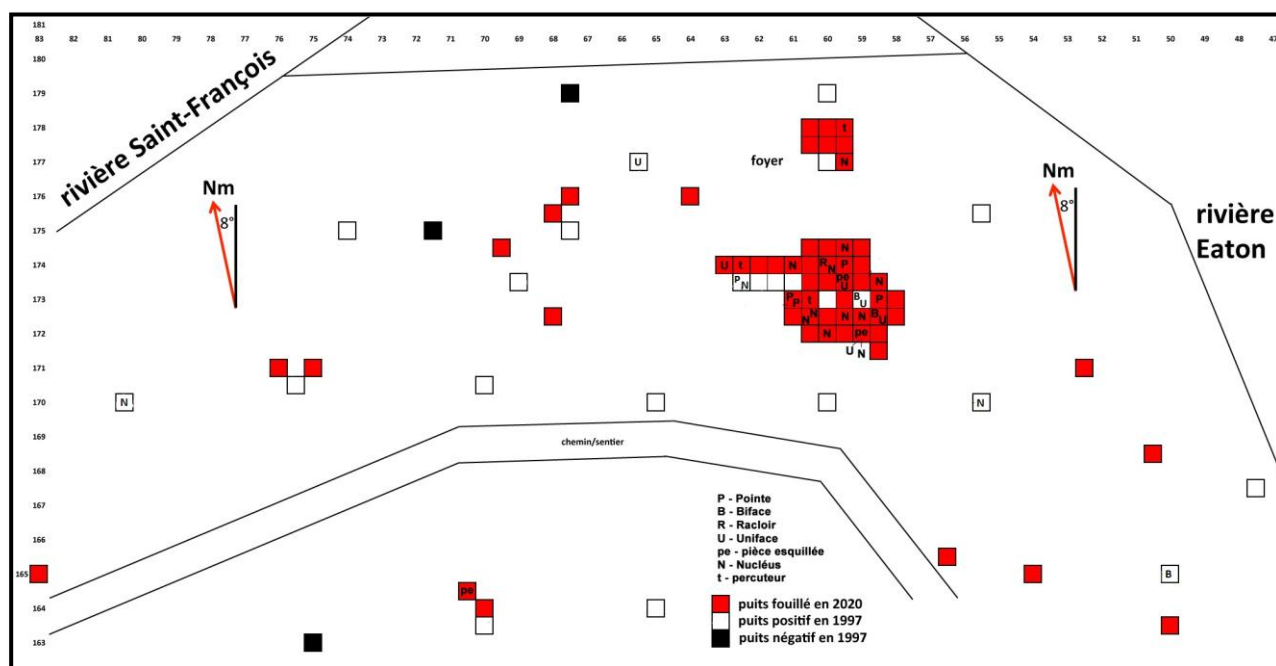 181
83 82 81 80 79 78 77 76 75 74 73 72 71 70 69 68 67 66 65 64 63 62 61 60 59 58 57 56 55 54 53 52 51 50 49 48 47
180
179
178
t
177
U
foyer
N
rivière Saint-François
176
Nm
8°
Nm
8°
rivière
Eaton
175
N
174
U t N R N P
pe
U
P N
N
173
P P t
B U
P
N N N N
B U
172
N pe
U N
171
170
N
N
169
chemin/sentier
168
167
P - Pointe
B - Biface
R - Racloir
U - Uniface
pe - pièce esquillée
N - Nucléus
t - percuteur
166
165
B
pe
164
puits fouillé en 2020
puits positif en 1997
puits négatif en 1997
163